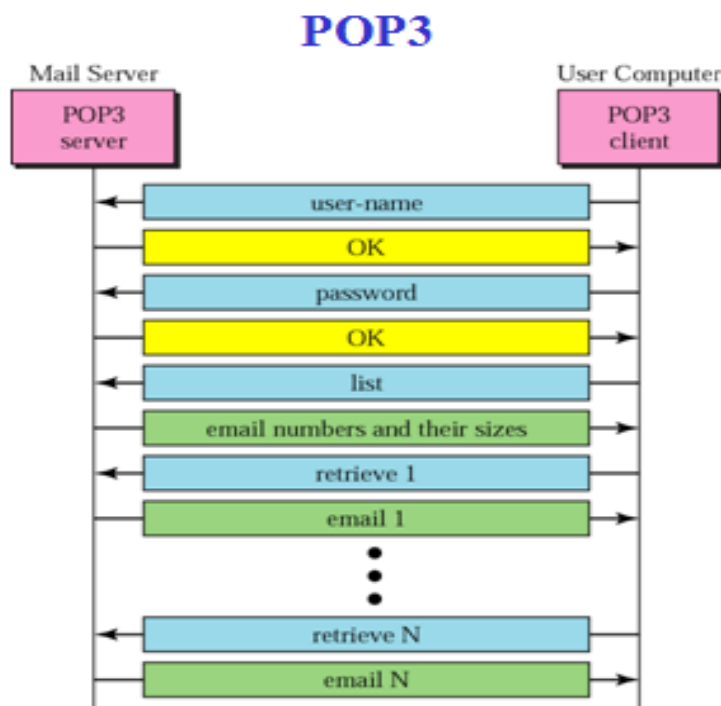 POP3
Mail Server
User Computer
POP3
server
POP3
client
user-name
OK
password
OK
list
email numbers and their sizes
retrieve 1
email 1
retrieve N
email N